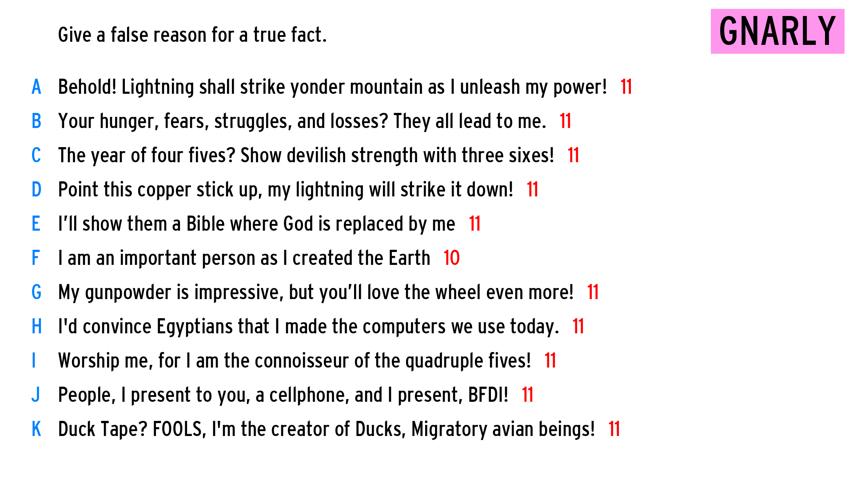 Give a false reason for a true fact.
GNARLY
A Behold! Lightning shall strike yonder mountain as I unleash my power! 11
B Your hunger, fears, struggles, and losses? They all lead to me. 11
C The year of four fives? Show devilish strength with three sixes! 11
D Point this copper stick up, my lightning will strike it down! 11
E I'll show them a Bible where God is replaced by me 11
F I am an important person as I created the Earth 10
G My gunpowder is impressive, but you'll love the wheel even more! 11
H I'd convince Egyptians that I made the computers we use today. 11
I Worship me, for I am the connoisseur of the quadruple fives! 11
J People, I present to you, a cellphone, and I present, BFDI! 11
K Duck Tape? FOOLS, I'm the creator of Ducks, Migratory avian beings! 11